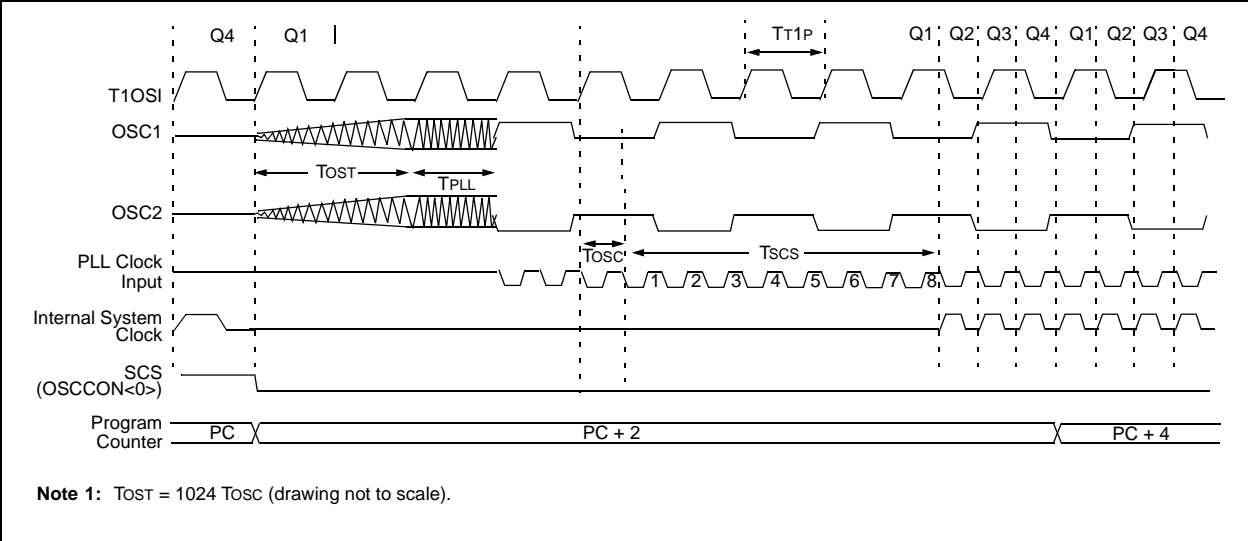 Q4 Q1 TT1P Q1 Q2 Q3 Q4 Q1 Q2 Q3 Q4
T1OSI
OSC1
TOST
TPLL
OSC2
TOSC TSCS
PLL Clock
Input
1 2 3 4 5 6 7 8
Internal System
Clock
SCS
(OSCCON<0>)
Program
Counter
PC PC + 2 PC + 4
Note 1: TOST = 1024 TOSC (drawing not to scale).